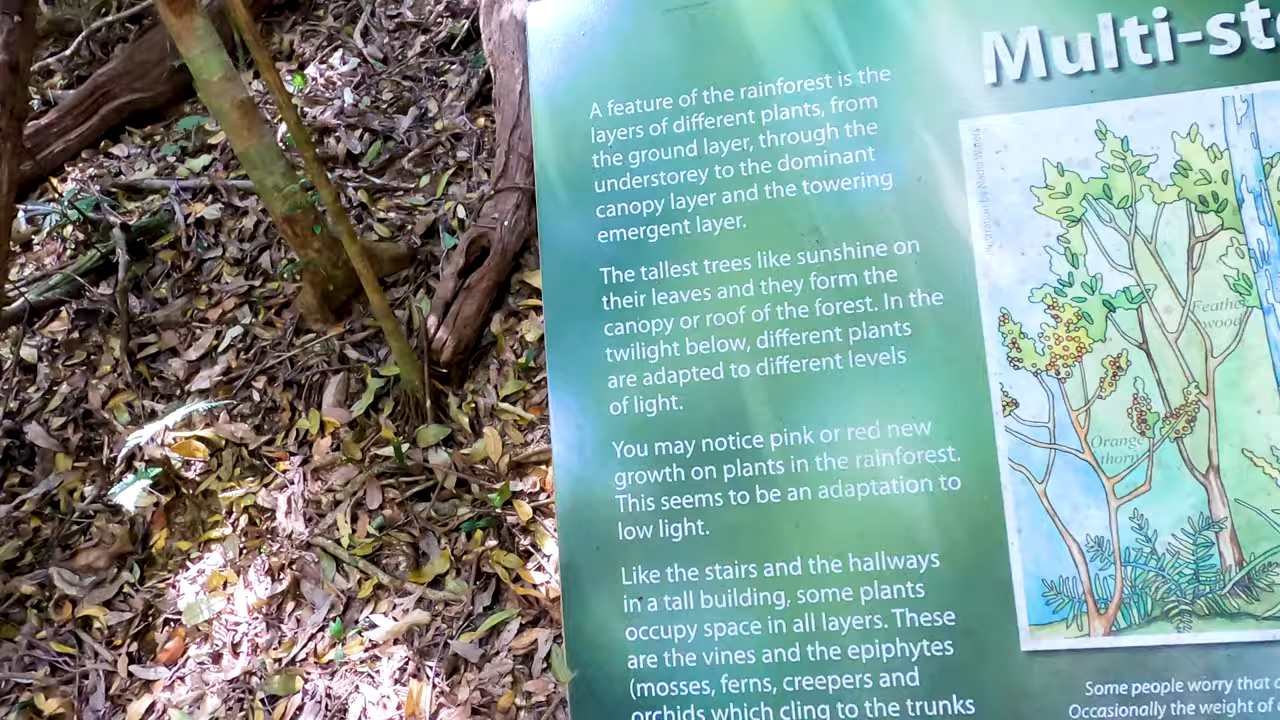 Multi-st
A feature of the rainforest is the
layers of different plants, from
the ground layer, through the
understorey to the dominant
canopy layer and the towering
emergent layer.
The tallest trees like sunshine on
their leaves and they form the
canopy or roof of the forest. In the
twilight below, different plants
are adapted to different levels
of light.
You may notice pink or red new
growth on plants in the rainforest.
This seems to be an adaptation to
low light.
Like the stairs and the hallways
in a tall building, some plants
occupy space in all layers. These
are the vines and the epiphytes
(mosses, ferns, creepers and
orchids which cling to the trunks
Feather
wood
Orange
thorn
Some people worry that
Occasionally the weight of